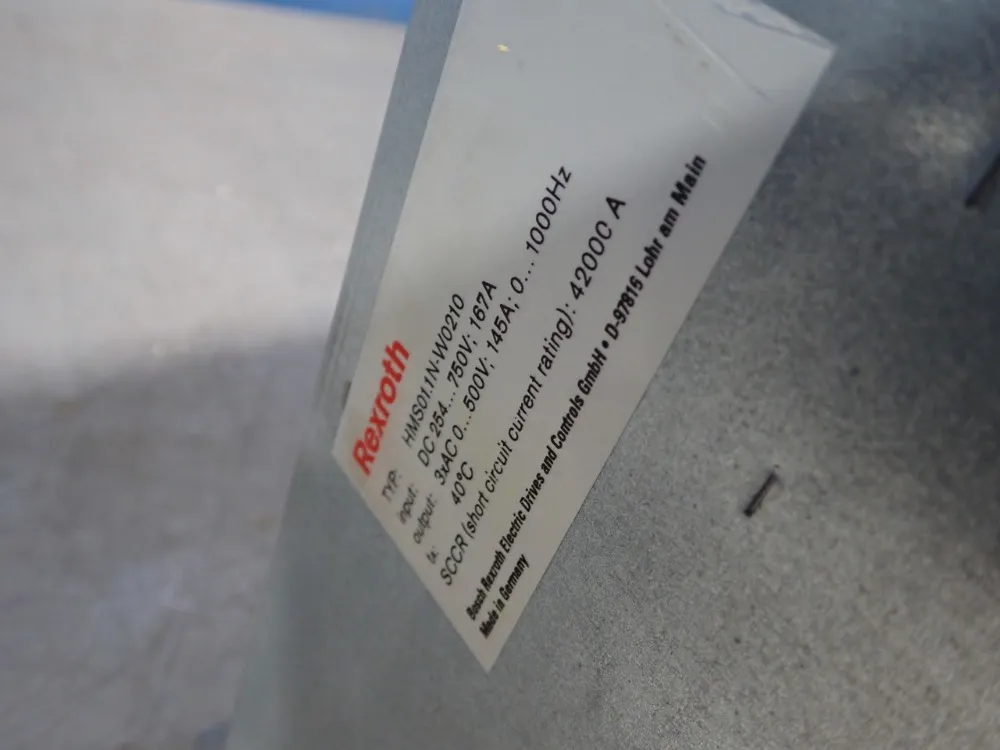 Rexroth
TYP: HMS01.1N-W0210
input: DC 254... 750V; 167A
output: 3xAC 0...500V; 145A; 0... 1000Hz
ta: 40°C
SCCR (short circuit current rating): 42000 A
Bosch Rexroth Electric Drives and Controls GmbH • D-97816 Lohr am Main
Made in Germany